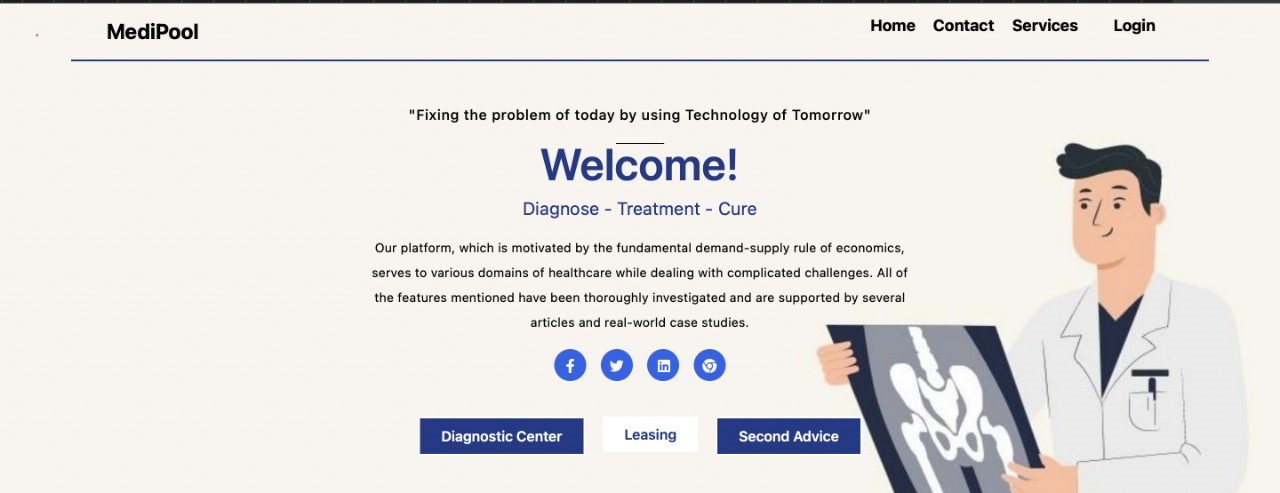 MediPool
Home Contact Services Login
"Fixing the problem of today by using Technology of Tomorrow"
Welcome!
Diagnose - Treatment - Cure
Our platform, which is motivated by the fundamental demand-supply rule of economics,
serves to various domains of healthcare while dealing with complicated challenges. All of
the features mentioned have been thoroughly investigated and are supported by several
articles and real-world case studies.
Diagnostic Center Leasing Second Advice